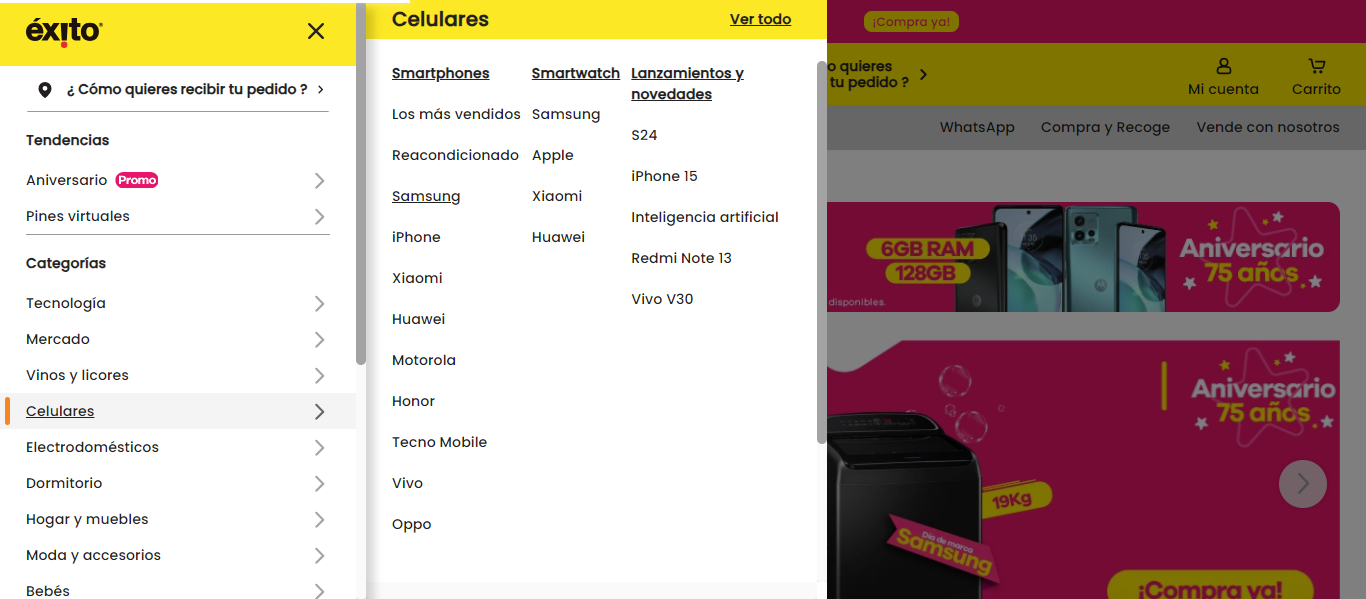 éxito
¿ Cómo quieres recibir tu pedido ?
Tendencias
Aniversario Promo
Pines virtuales
Categorías
Tecnología
Mercado
Vinos y licores
Celulares
Electrodomésticos
Dormitorio
Hogar y muebles
Moda y accesorios
Bebés
Celulares
Ver todo
Smartphones
Los más vendidos
Reacondicionado
Samsung
iPhone
Xiaomi
Huawei
Motorola
Honor
Tecno Mobile
Vivo
Oppo
Smartwatch
Samsung
Apple
Xiaomi
Huawei
Lanzamientos y
novedades
S24
iPhone 15
Inteligencia artificial
Redmi Note 13
Vivo V30
¡Compra ya!
o quieres
tu pedido ?
Mi cuenta
Carrito
WhatsApp
Compra y Recoge
Vende con nosotros
6GB RAM
128GB
disponibles.
Aniversario
75 años
Aniversario
75 años
19Kg
Día de marca
Samsung
¡Compra ya!